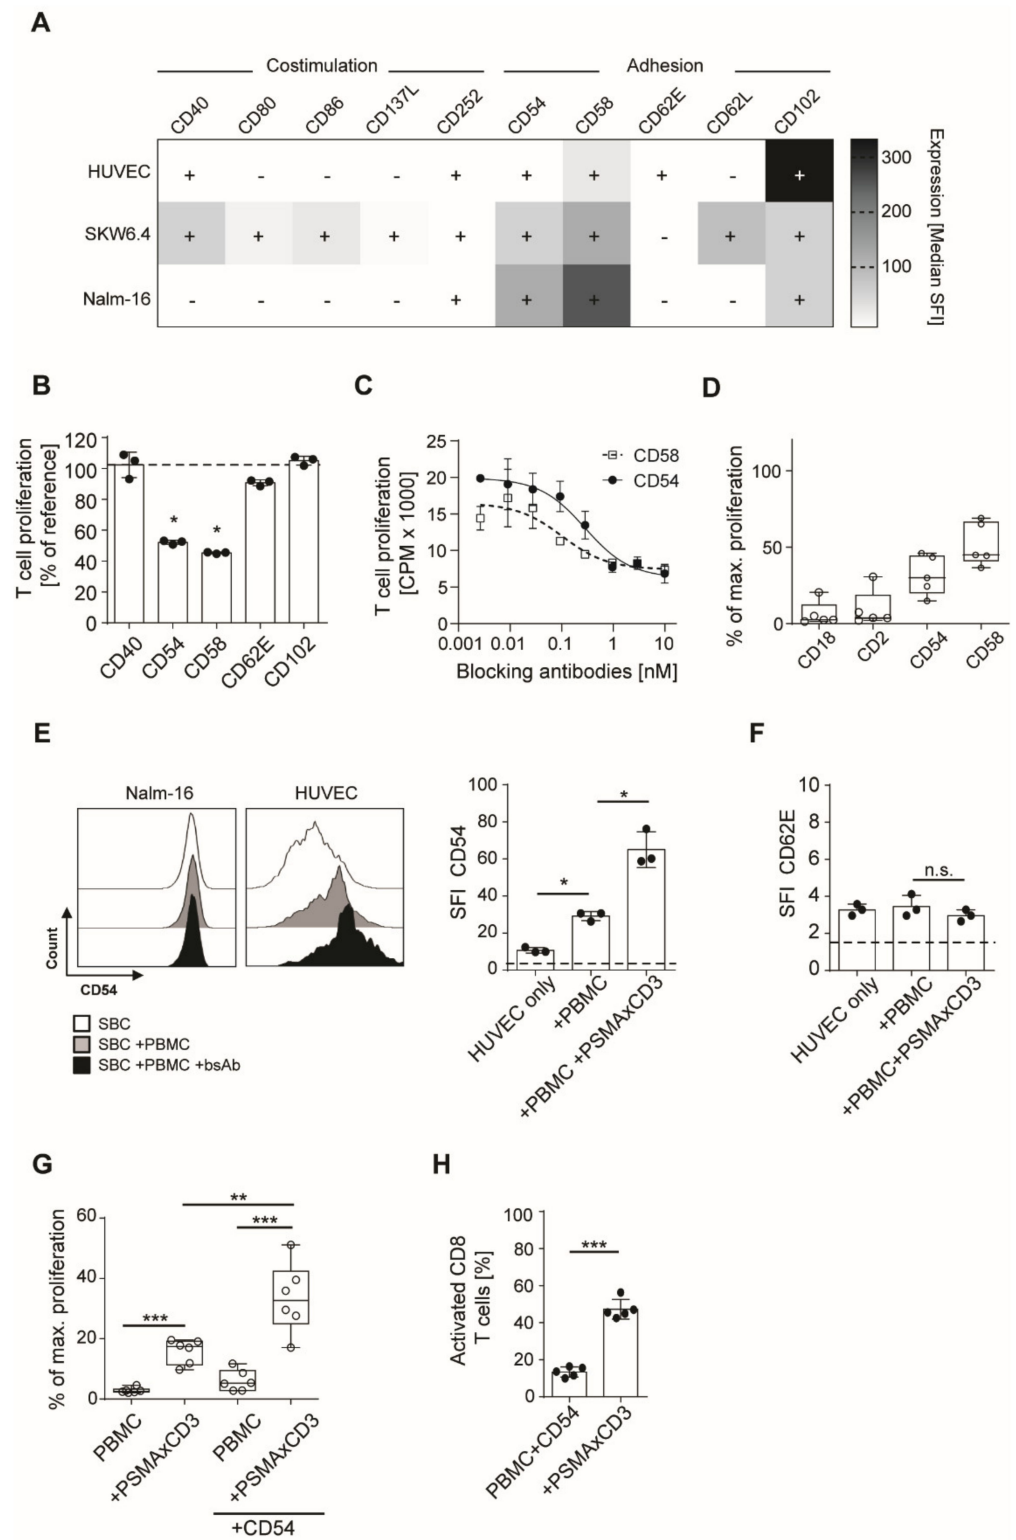 A
Costimulation Adhesion
CD40 CD80 CD86 CD137L CD252 CD54 CD58 CD62E CD62L CD102
HUVEC + - - - + + + + - +
SKW6.4 + + + + + + + - + +
Nalm-16 - - - - + + + - - +
300
200
100
Expression [Median SFI]
B
T cell proliferation
[% of reference]
120
100
80
60
40
20
0
* *
CD40 CD54 CD58 CD62E CD102
C
T cell proliferation
[CPM x 1000]
25
20
15
10
5
0
CD58
CD54
0.001 0.01 0.1 1 10
Blocking antibodies [nM]
D
% of max. proliferation
100
50
0
CD18 CD2 CD54 CD58
E
Nalm-16 HUVEC
Count
CD54
SBC
SBC +PBMC
SBC +PBMC +bsAb
SFI CD54
100
80
60
40
20
0
* *
HUVEC only +PBMC +PBMC +PSMAxCD3
F
SFI CD62E
10
8
6
4
2
0
n.s.
HUVEC only +PBMC +PBMC+PSMAxCD3
G
% of max. proliferation
60
40
20
0
**
***
***
PBMC +PSMAxCD3 PBMC +PSMAxCD3
+CD54
H
Activated CD8
T cells [%]
100
80
60
40
20
0
***
PBMC+CD54 +PSMAxCD3